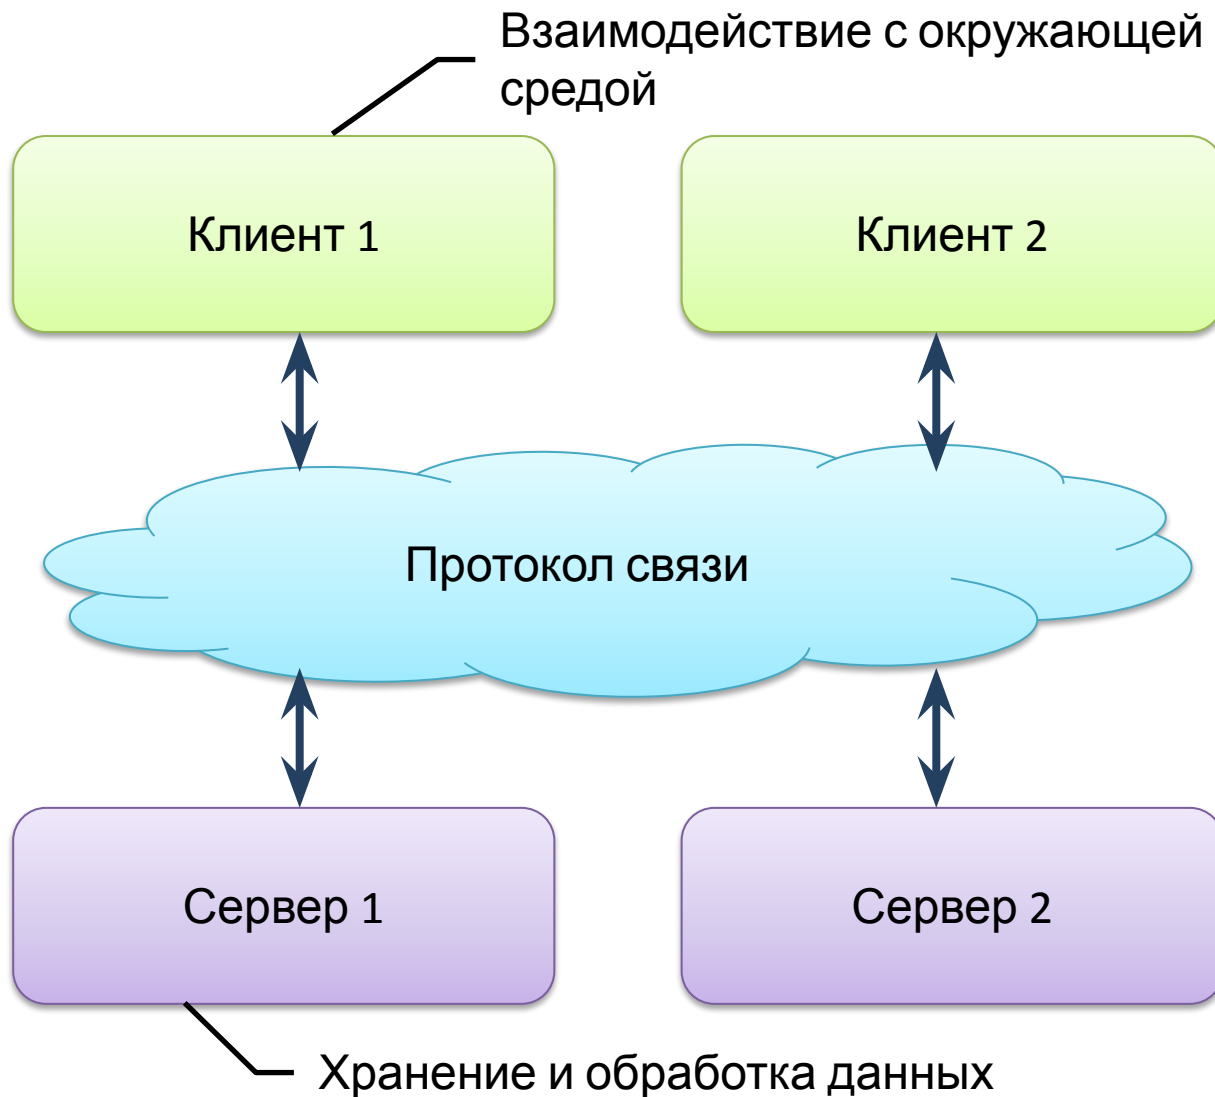 Взаимодействие с окружающей
средой
Клиент 1
Клиент 2
Протокол связи
Сервер 1
Сервер 2
Хранение и обработка данных